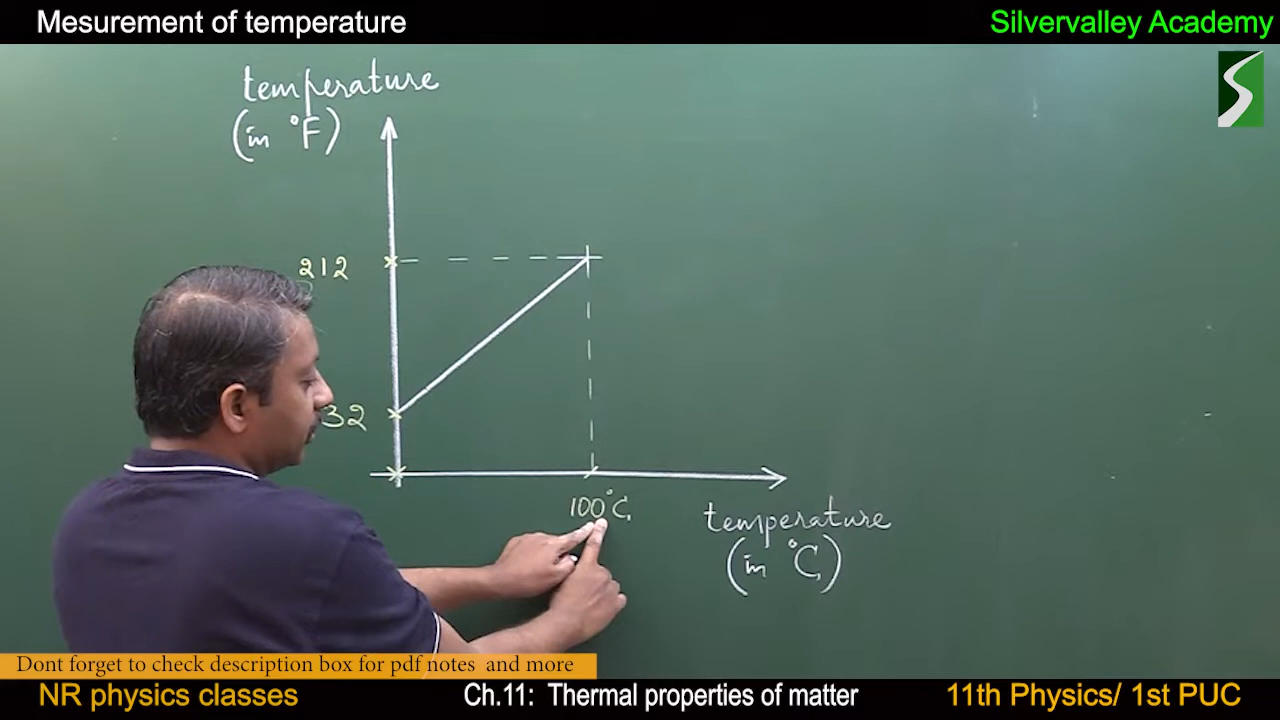 Mesurement of temperature
Silvervalley Academy
temperature
(in °F)
212
32
100°C
temperature
(in °C)
Dont forget to check description box for pdf notes and more
NR physics classes
Ch.11: Thermal properties of matter
11th Physics/ 1st PUC